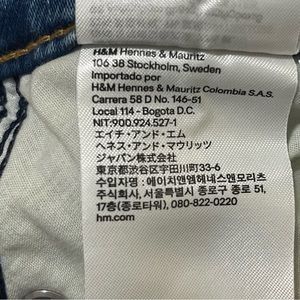 H&M Hennes & Mauritz
106 38 Stockholm, Sweden
Importado por
H&M Hennes & Mauritz Colombia S.A.S.
Carrera 58 D No. 146-51
Local 114 - Bogota D.C.
NIT:900.924.527-1
エイチ・アンド・エム
ヘネス・アンド・マウリッツ
ジャパン株式会社
東京都渋谷区宇田川町33-6
수입자명 : 에이치앤엠헤네스앤모리츠
주식회사, 서울특별시 종로구 종로 51,
17층(종로타워), 080-822-0220
hm.com